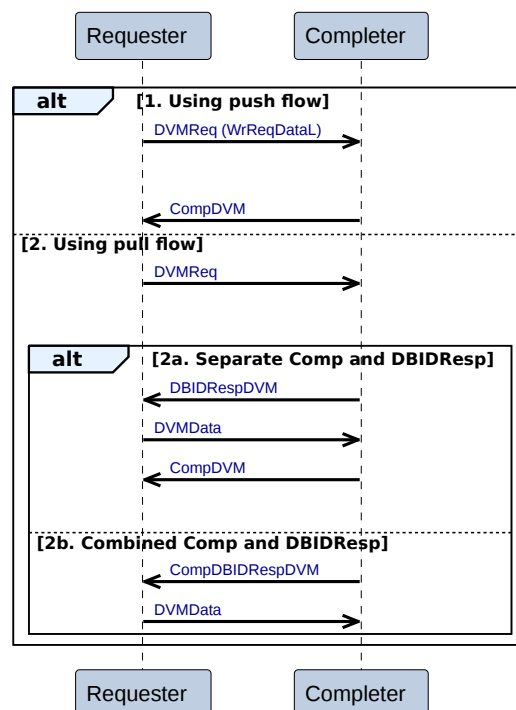 Requester Completer
alt [1. Using push flow]
DVMReq (WrReqDataL)
CompDVM
[2. Using pull flow]
DVMReq
alt [2a. Separate Comp and DBIDResp]
DBIDRespDVM
DVMData
CompDVM
[2b. Combined Comp and DBIDResp]
CompDBIDRespDVM
DVMData
Requester Completer